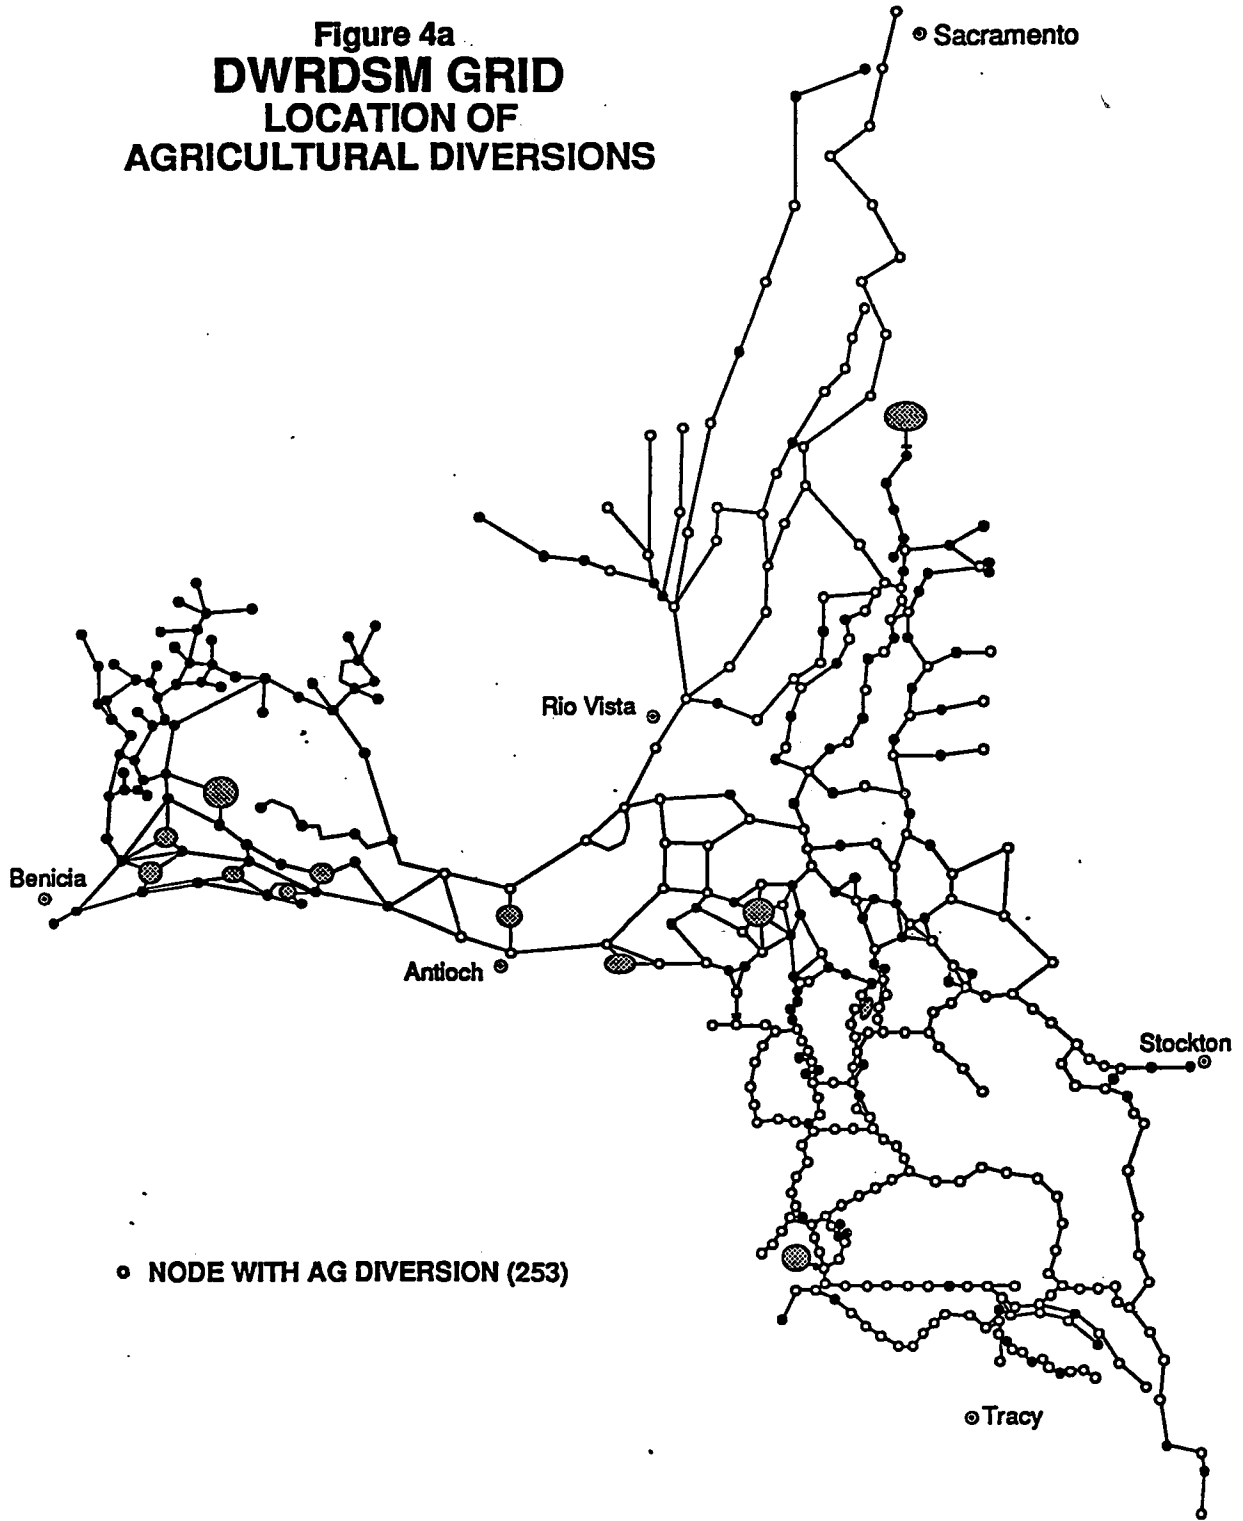 Figure 4a
DWRDSM GRID
LOCATION OF
AGRICULTURAL DIVERSIONS
Sacramento
Rio Vista
Benicia
Antioch
Stockton
NODE WITH AG DIVERSION (253)
Tracy